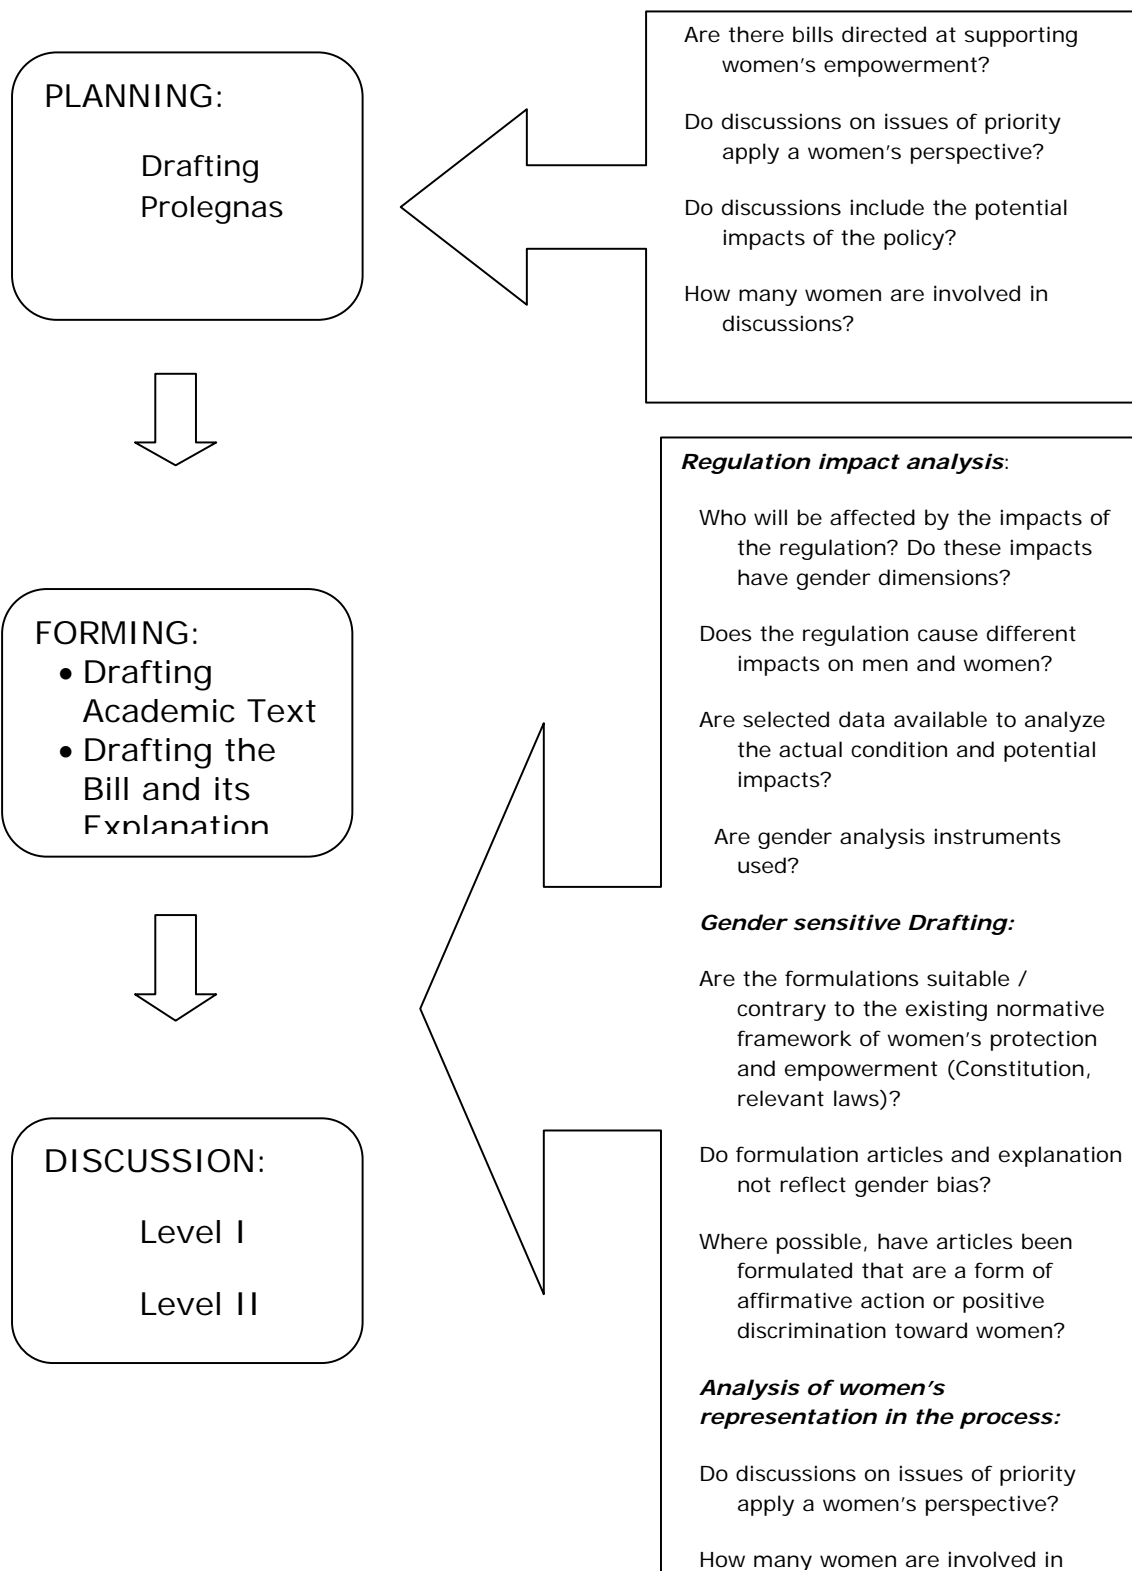 PLANNING:
Drafting
Prolegnas
Are there bills directed at supporting
women's empowerment?
Do discussions on issues of priority
apply a women's perspective?
Do discussions include the potential
impacts of the policy?
How many women are involved in
discussions?
FORMING:
• Drafting
Academic Text
• Drafting the
Bill and its
Explanation
DISCUSSION:
Level I
Level II
Regulation impact analysis:
Who will be affected by the impacts of
the regulation? Do these impacts
have gender dimensions?
Does the regulation cause different
impacts on men and women?
Are selected data available to analyze
the actual condition and potential
impacts?
Are gender analysis instruments
used?
Gender sensitive Drafting:
Are the formulations suitable /
contrary to the existing normative
framework of women's protection
and empowerment (Constitution,
relevant laws)?
Do formulation articles and explanation
not reflect gender bias?
Where possible, have articles been
formulated that are a form of
affirmative action or positive
discrimination toward women?
Analysis of women's
representation in the process:
Do discussions on issues of priority
apply a women's perspective?
How many women are involved in